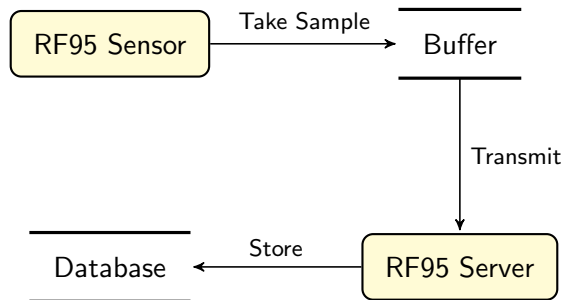 RF95 Sensor
Take Sample
Buffer
Transmit
Database
Store
RF95 Server